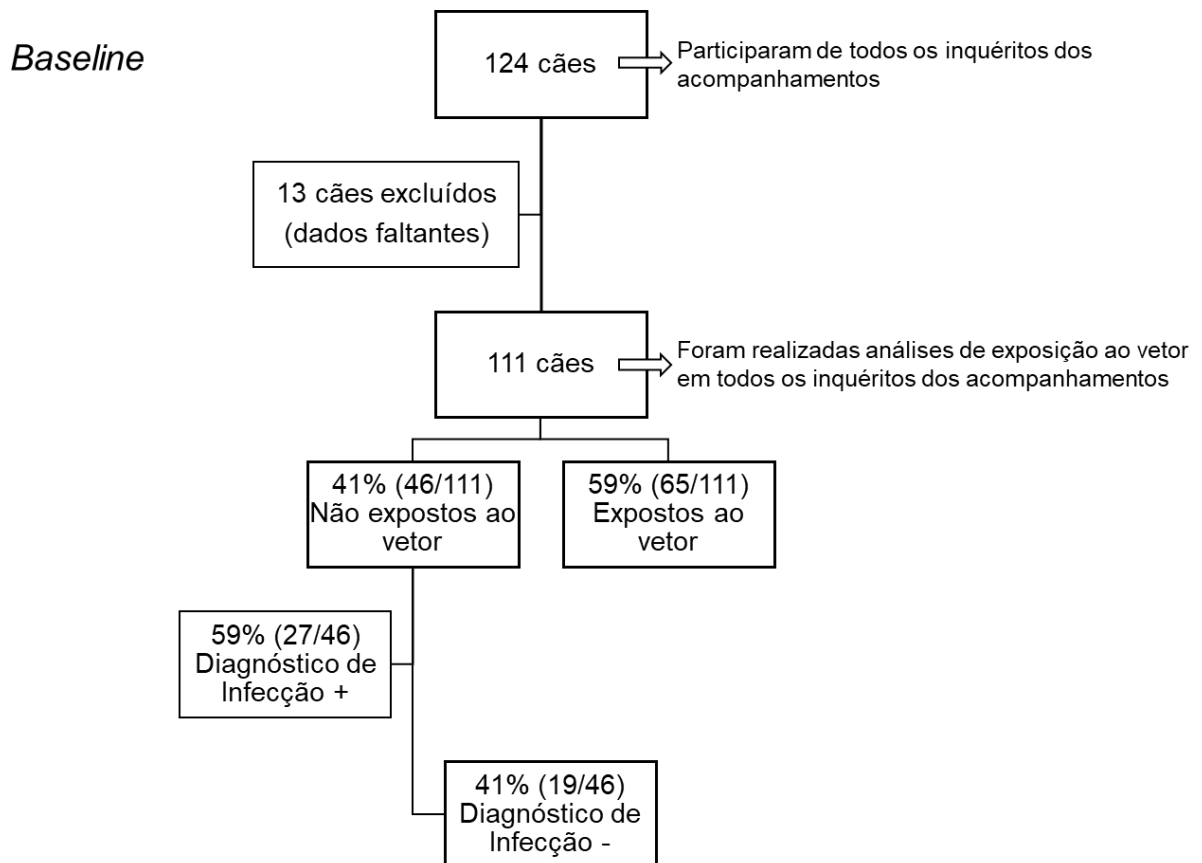 Baseline
124 cães
Participaram de todos os inquéritos dos
acompanhamentos
13 cães excluídos
(dados faltantes)
111 cães
Foram realizadas análises de exposição ao vetor
em todos os inquéritos dos acompanhamentos
41% (46/111)
Não expostos ao
vetor
59% (65/111)
Expostos ao
vetor
59% (27/46)
Diagnóstico de
Infecção +
41% (19/46)
Diagnóstico de
Infecção -